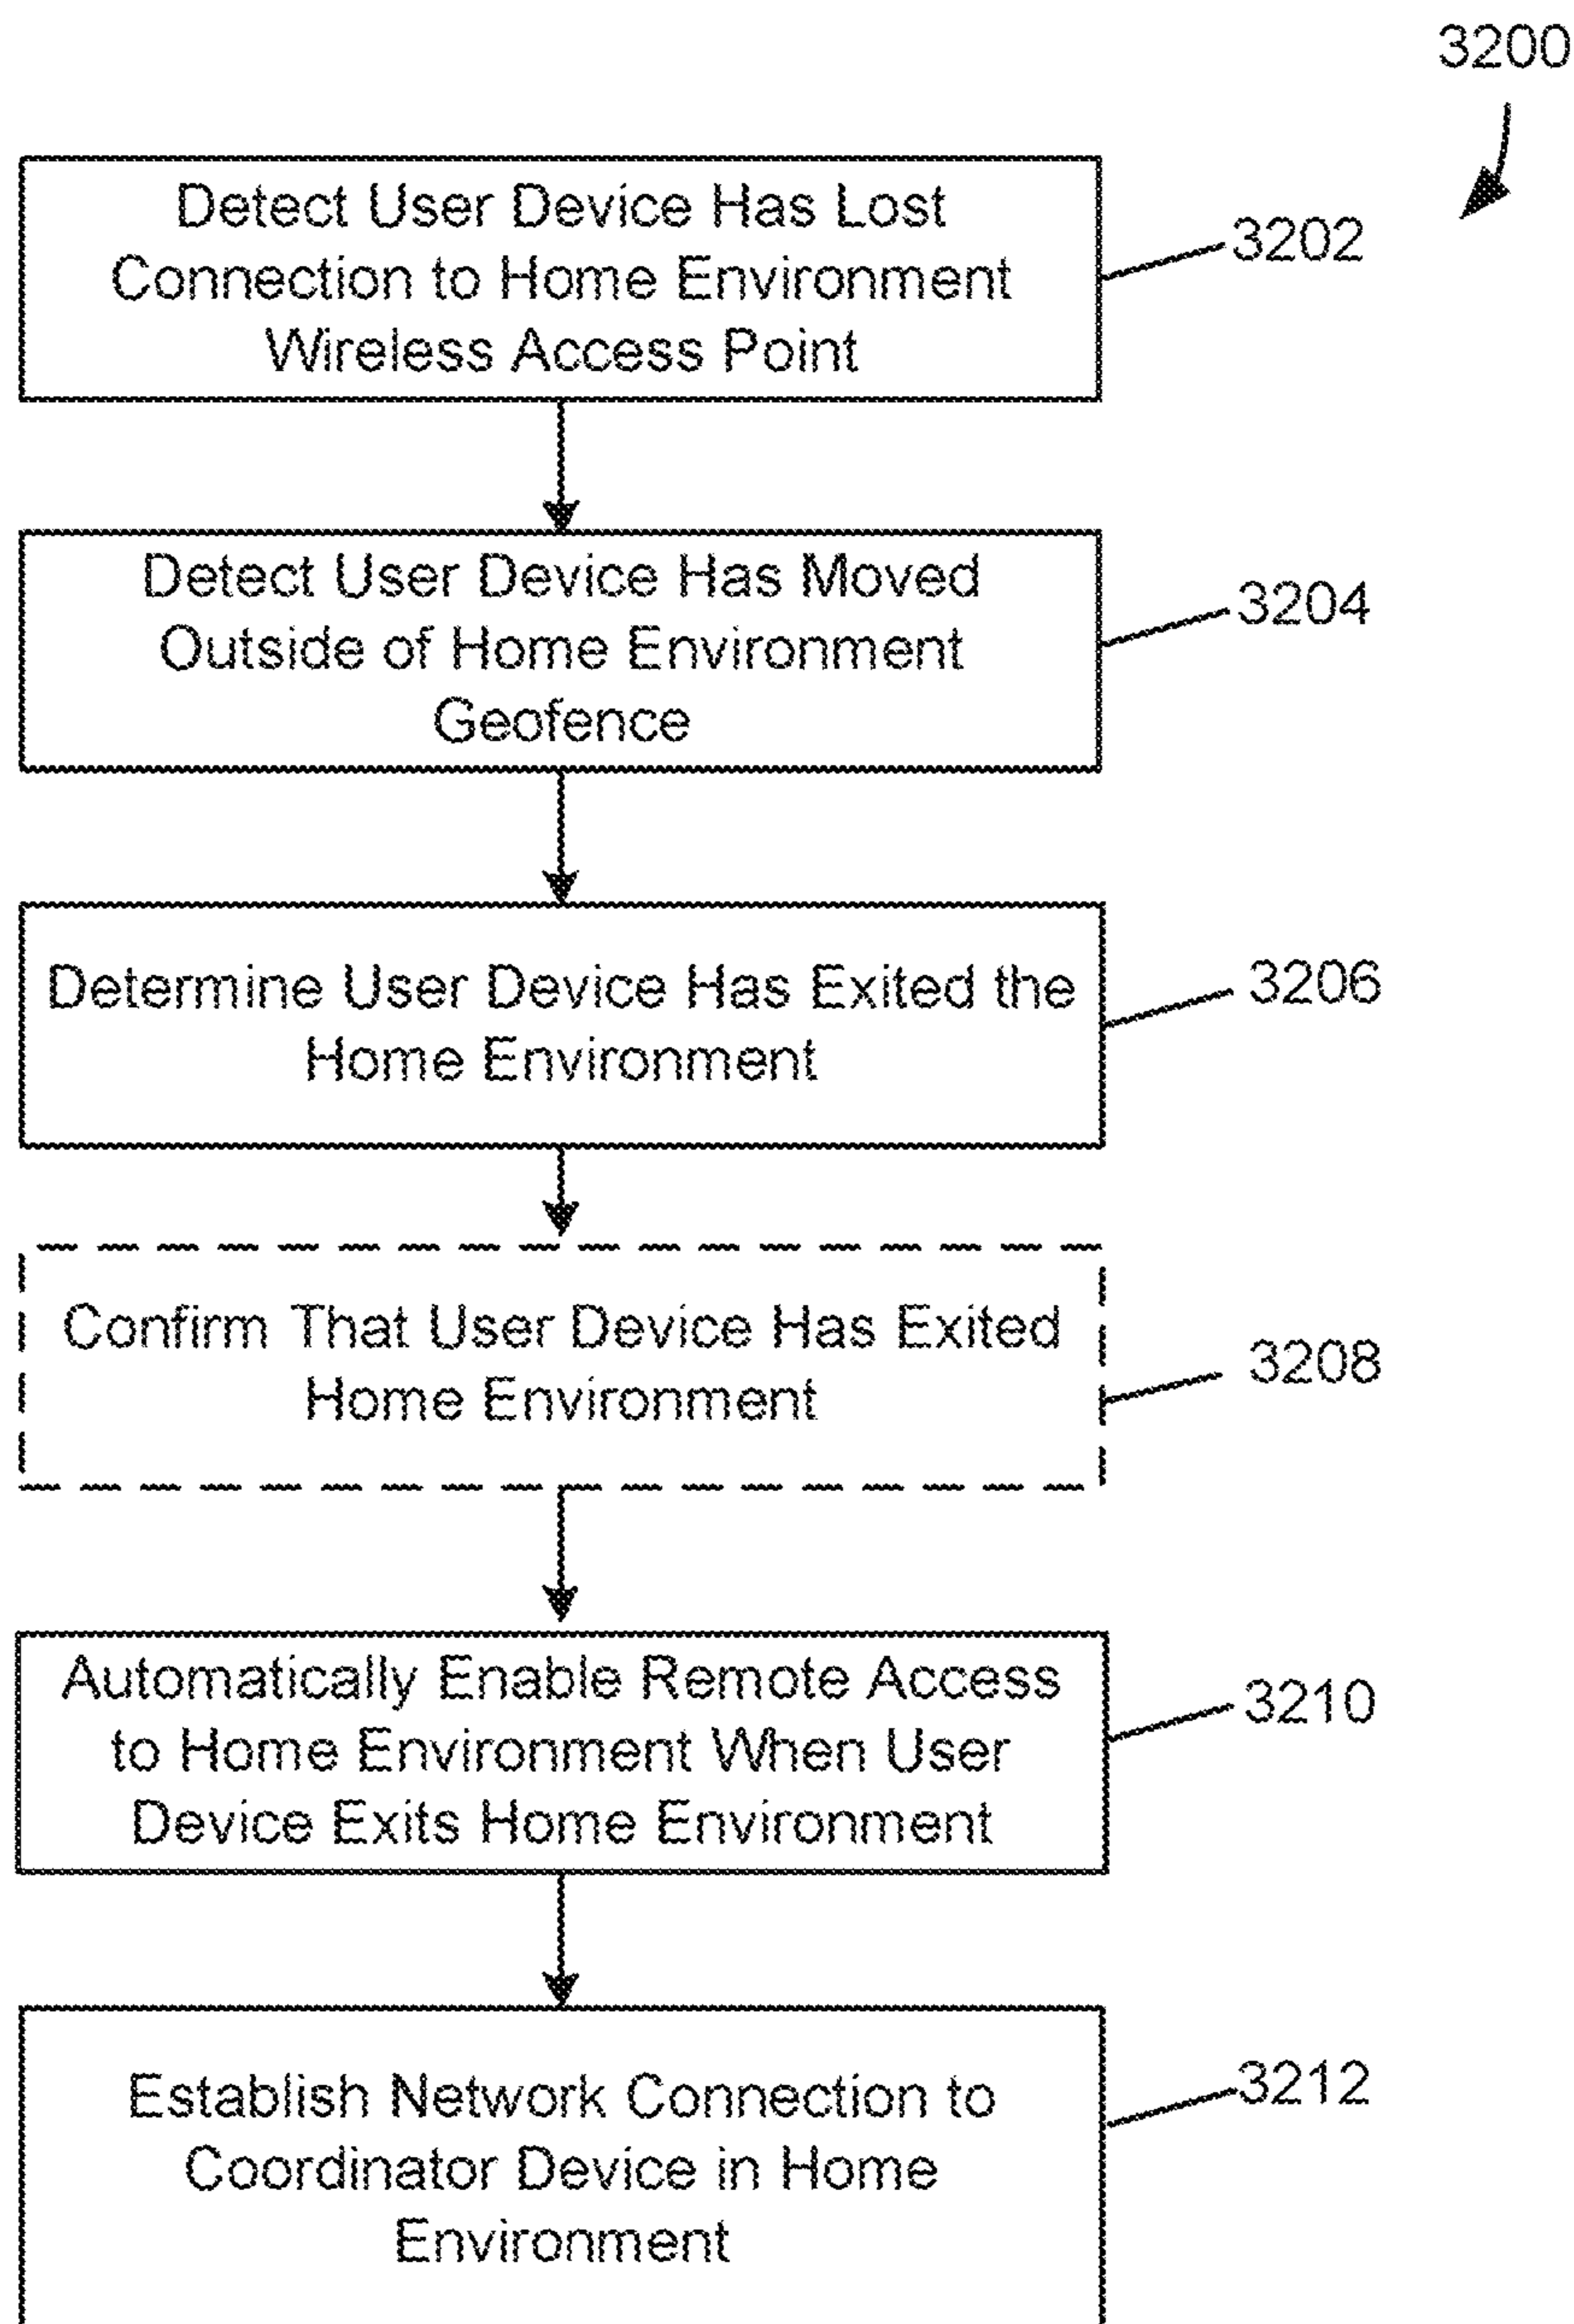 3200
Detect User Device Has Lost
Connection to Home Environment
Wireless Access Point
3202
Detect User Device Has Moved
Outside of Home Environment
Geofence
3204
Determine User Device Has Exited the
Home Environment
3206
Confirm That User Device Has Exited
Home Environment
3208
Automatically Enable Remote Access
to Home Environment When User
Device Exits Home Environment
3210
Establish Network Connection to
Coordinator Device in Home
Environment
3212